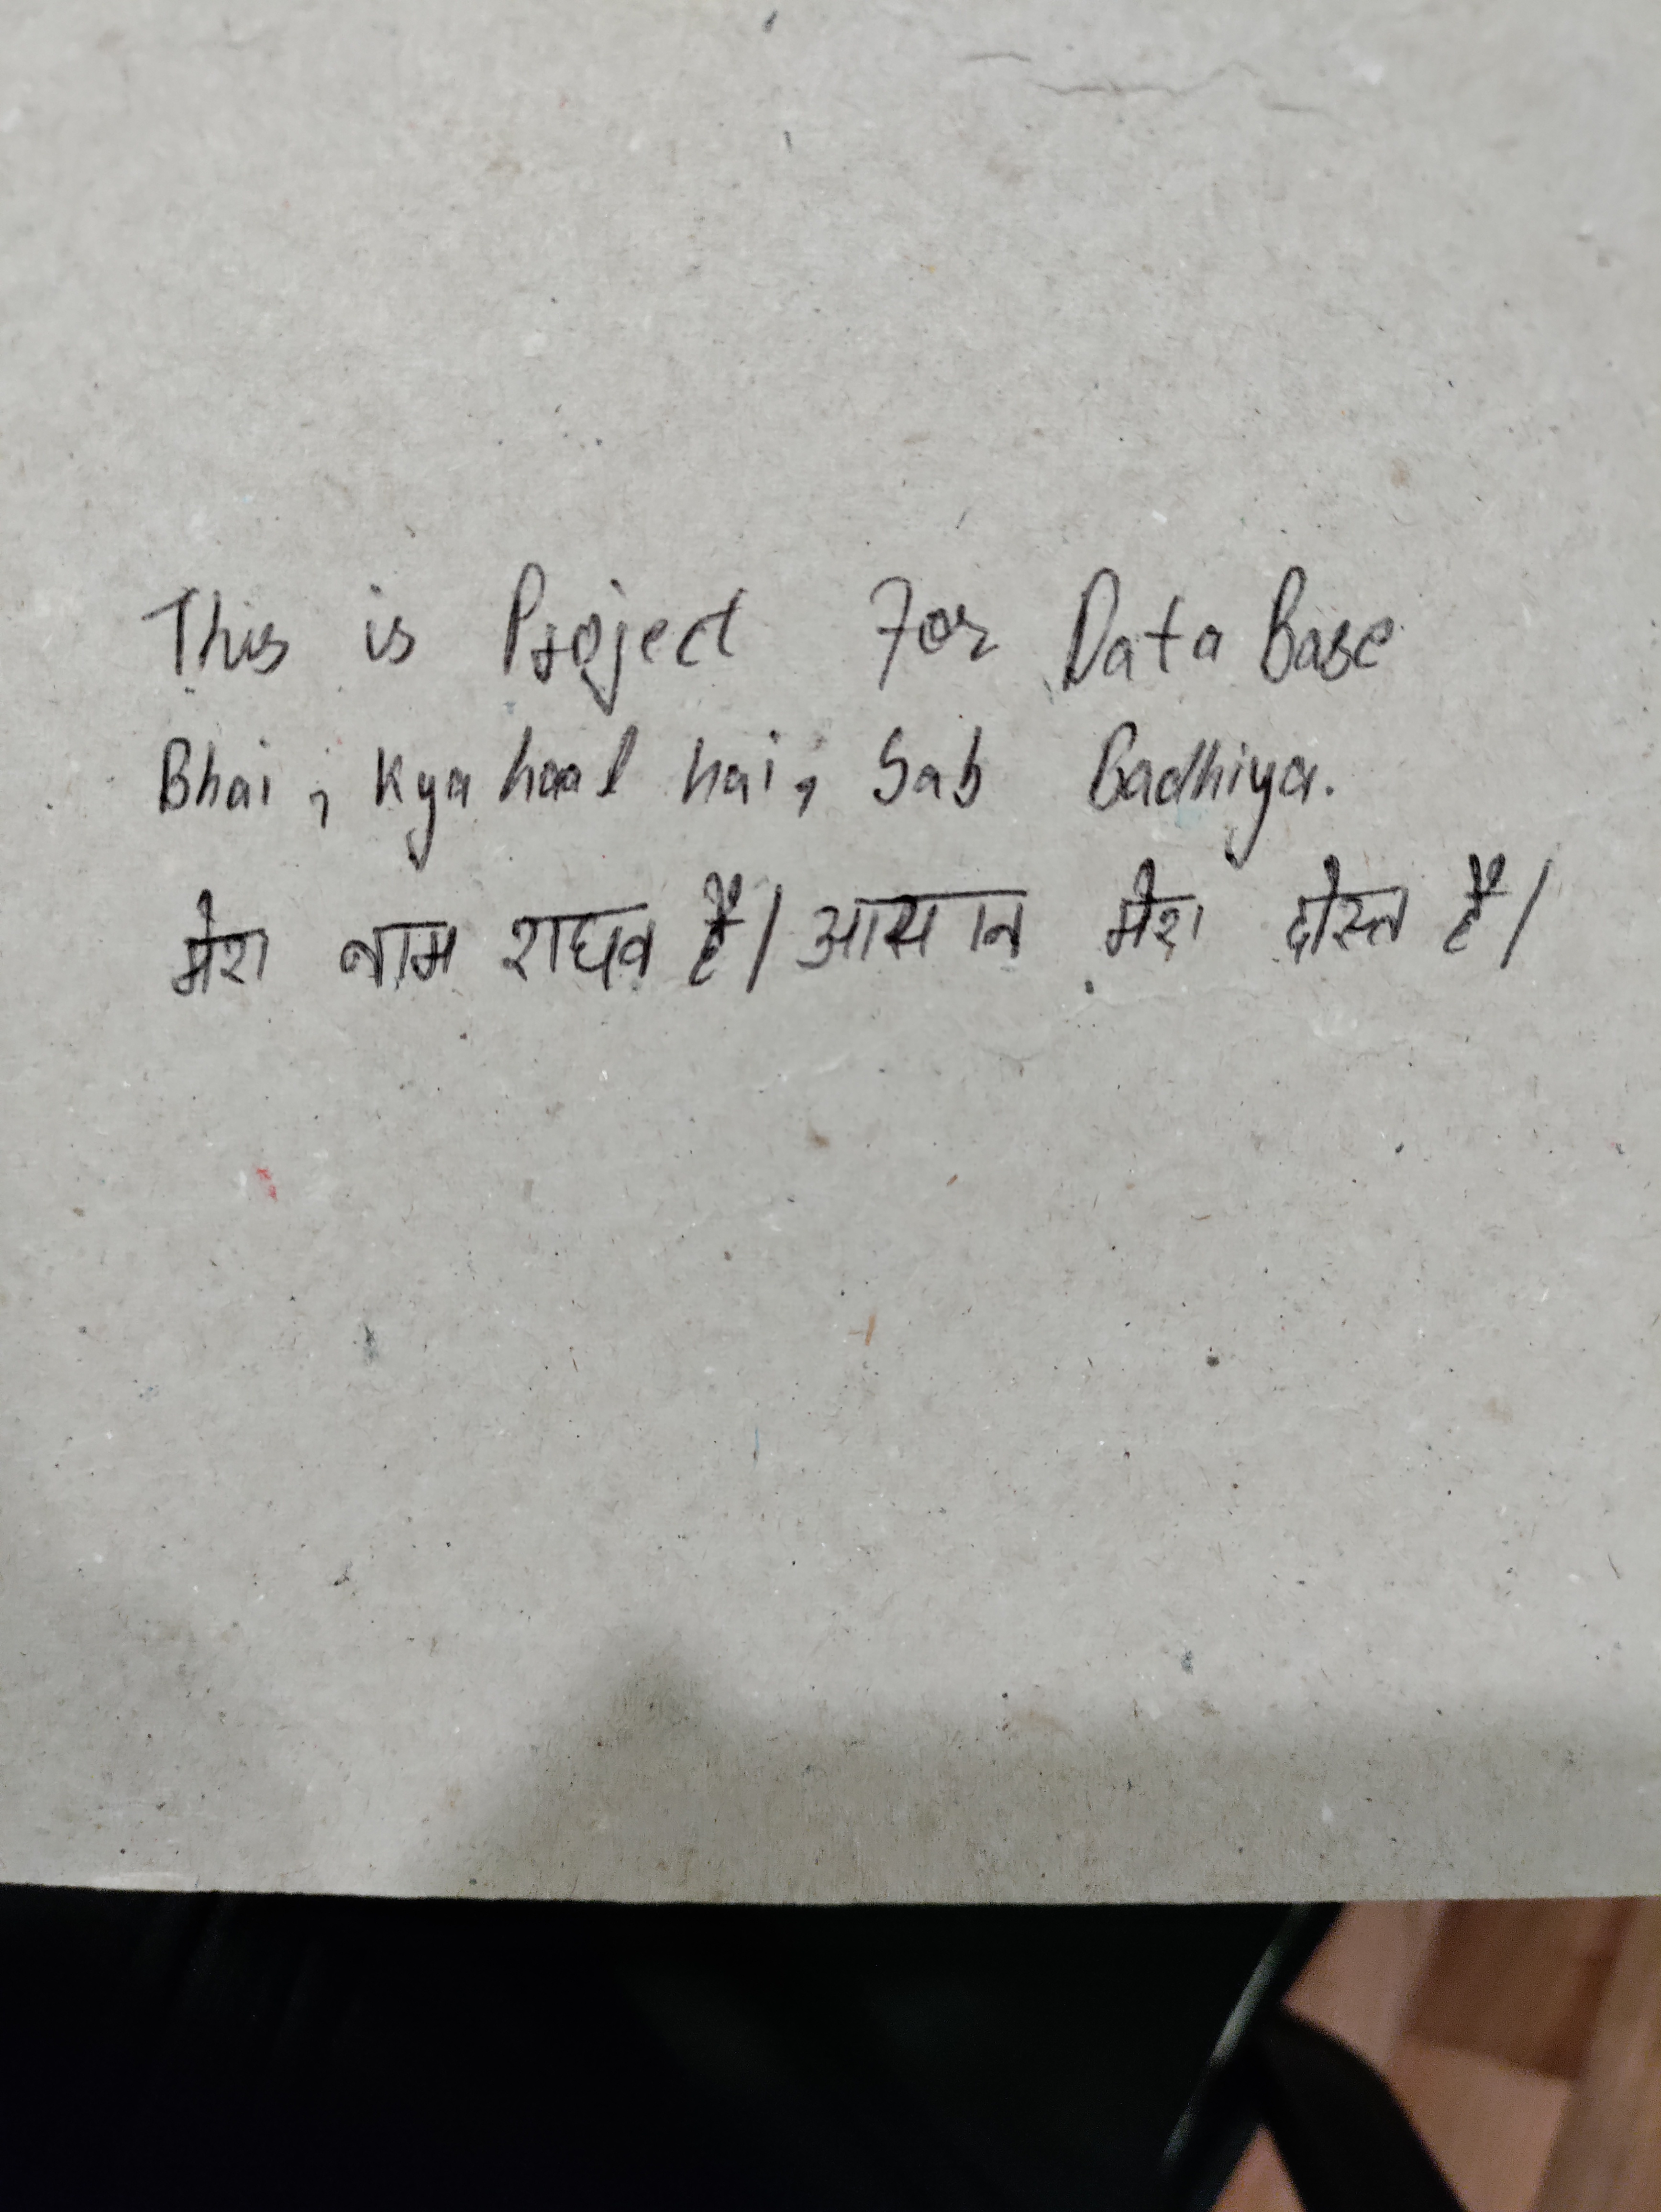 This is Project For Data Base
Bhai, Kya haal hai, Sab Badhiya.
मेरा नाम राघव हैं। आयान मेरा दोस्त हैं।